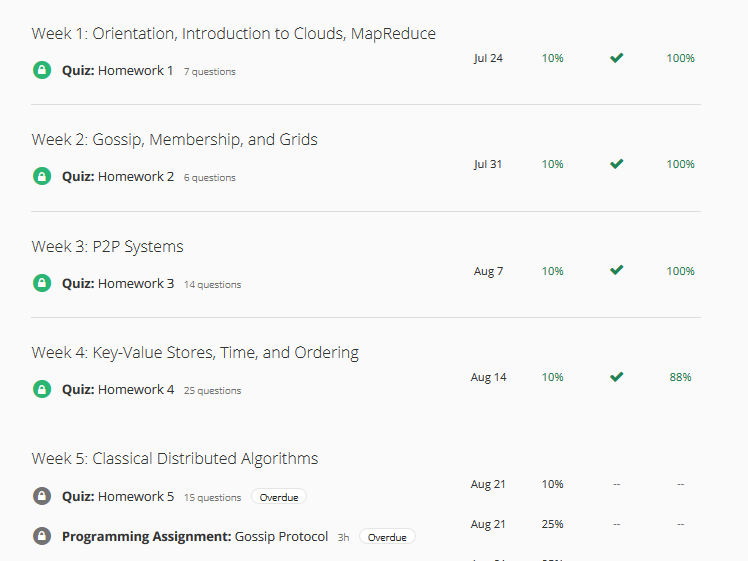 Week 1: Orientation, Introduction to Clouds, MapReduce
Quiz: Homework 1 7 questions
Jul 24 10% 100%
Week 2: Gossip, Membership, and Grids
Quiz: Homework 2 6 questions
Jul 31 10% 100%
Week 3: P2P Systems
Quiz: Homework 3 14 questions
Aug 7 10% 100%
Week 4: Key-Value Stores, Time, and Ordering
Quiz: Homework 4 25 questions
Aug 14 10% 88%
Week 5: Classical Distributed Algorithms
Quiz: Homework 5 15 questions Overdue
Aug 21 10% -- --
Programming Assignment: Gossip Protocol 3h Overdue
Aug 21 25% -- --